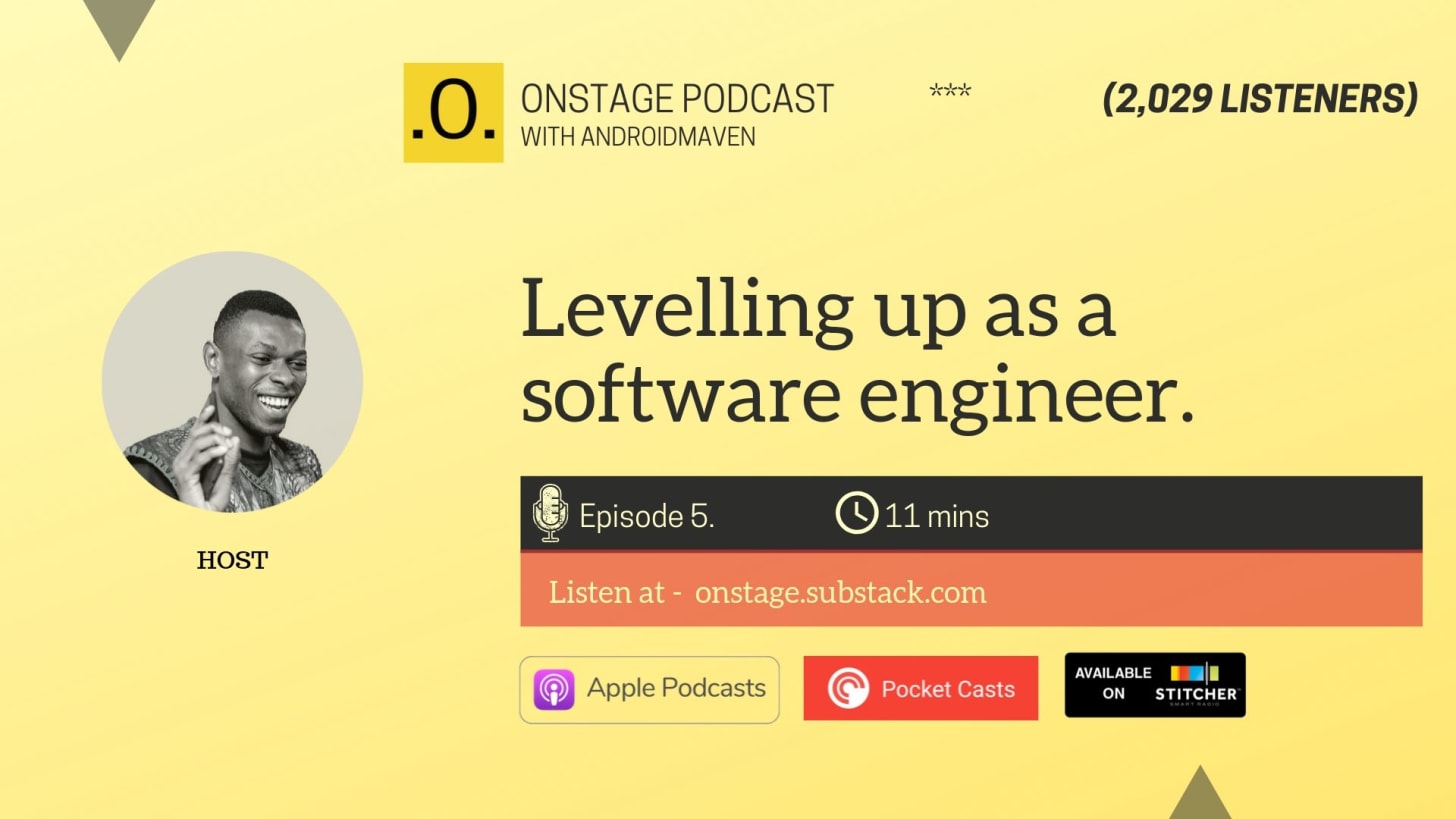 .O.
ONSTAGE PODCAST
WITH ANDROIDMAVEN
***
(2,029 LISTENERS)
Levelling up as a
software engineer.
HOST
Episode 5.
11 mins
Listen at - onstage.substack.com
Apple Podcasts
Pocket Casts
AVAILABLE
ON
STITCHER
SMART RADIO